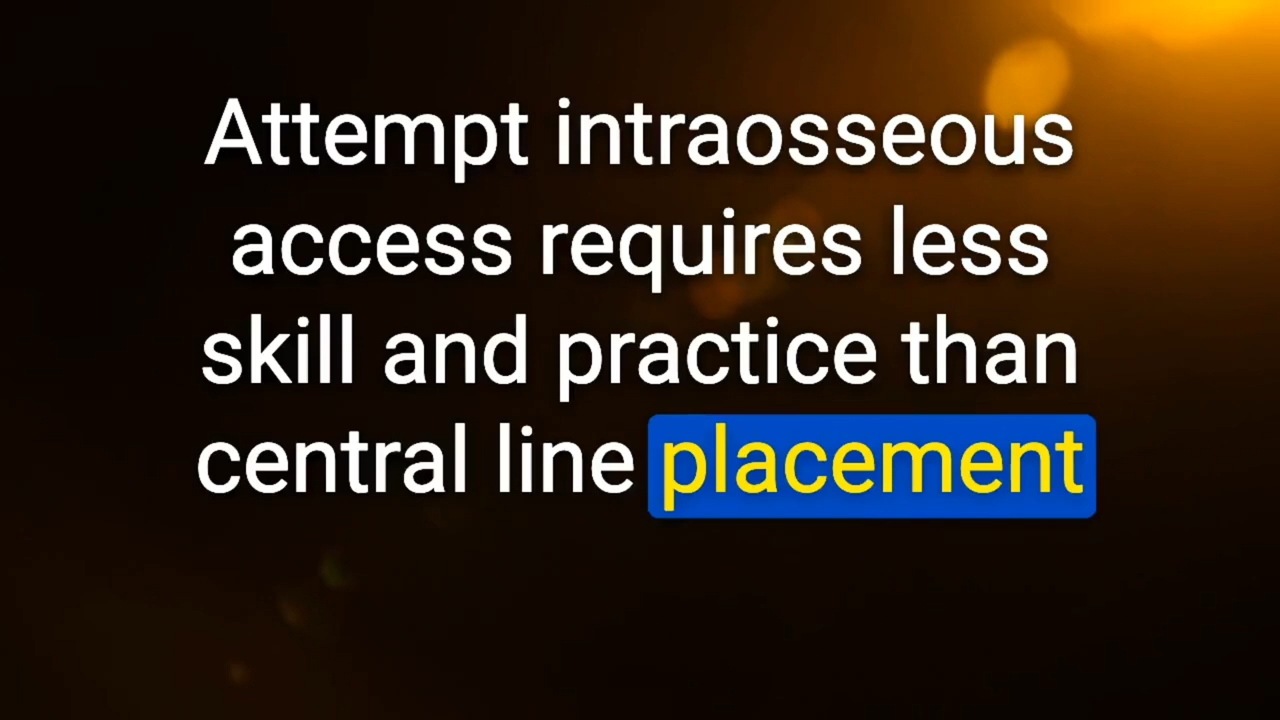 Attempt intraosseous
access requires less
skill and practice than
central line placement